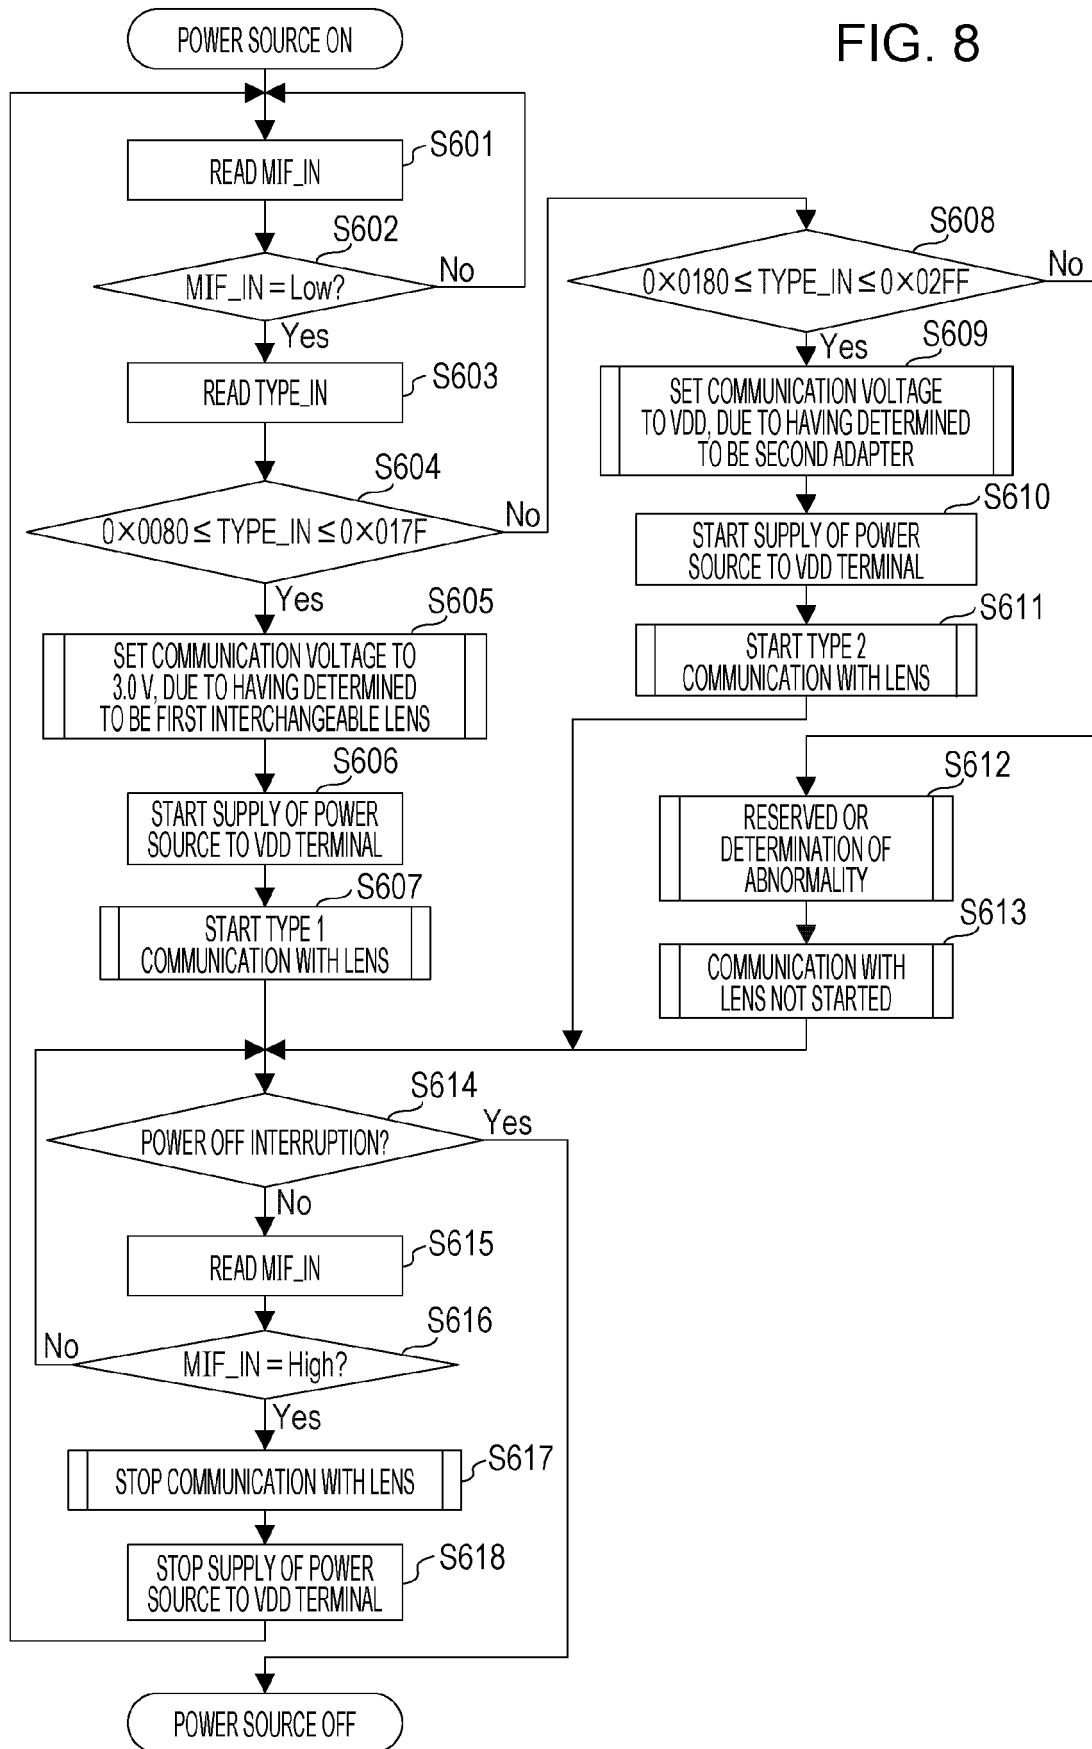 FIG. 8
POWER SOURCE ON
S601
READ MIF_IN
S602
MIF_IN = Low?
No
Yes
S603
READ TYPE_IN
S604
0×0080 ≤ TYPE_IN ≤ 0×017F
No
Yes
S605
SET COMMUNICATION VOLTAGE TO
3.0 V, DUE TO HAVING DETERMINED
TO BE FIRST INTERCHANGEABLE LENS
S606
START SUPPLY OF POWER
SOURCE TO VDD TERMINAL
S607
START TYPE 1
COMMUNICATION WITH LENS
S608
0×0180 ≤ TYPE_IN ≤ 0×02FF
No
Yes
S609
SET COMMUNICATION VOLTAGE
TO VDD, DUE TO HAVING DETERMINED
TO BE SECOND ADAPTER
S610
START SUPPLY OF POWER
SOURCE TO VDD TERMINAL
S611
START TYPE 2
COMMUNICATION WITH LENS
S612
RESERVED OR
DETERMINATION OF
ABNORMALITY
S613
COMMUNICATION WITH
LENS NOT STARTED
S614
POWER OFF INTERRUPTION?
Yes
No
S615
READ MIF_IN
S616
MIF_IN = High?
No
Yes
S617
STOP COMMUNICATION WITH LENS
S618
STOP SUPPLY OF POWER
SOURCE TO VDD TERMINAL
POWER SOURCE OFF